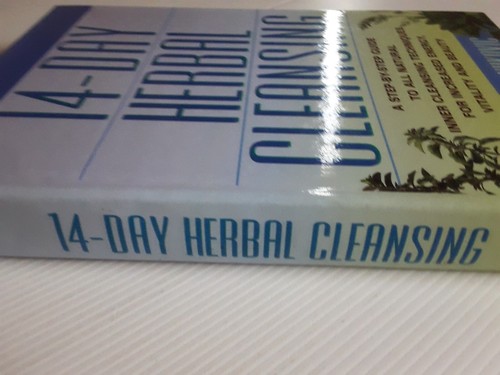 14-DAY
HERBAL
CLEANSING
A STEP-BY-STEP GUIDE
TO ALL NATURAL
INNER CLEANSING TECHNIQUES
FOR INCREASED ENERGY,
VITALITY AND BEAUTY
14-DAY HERBAL CLEANSING